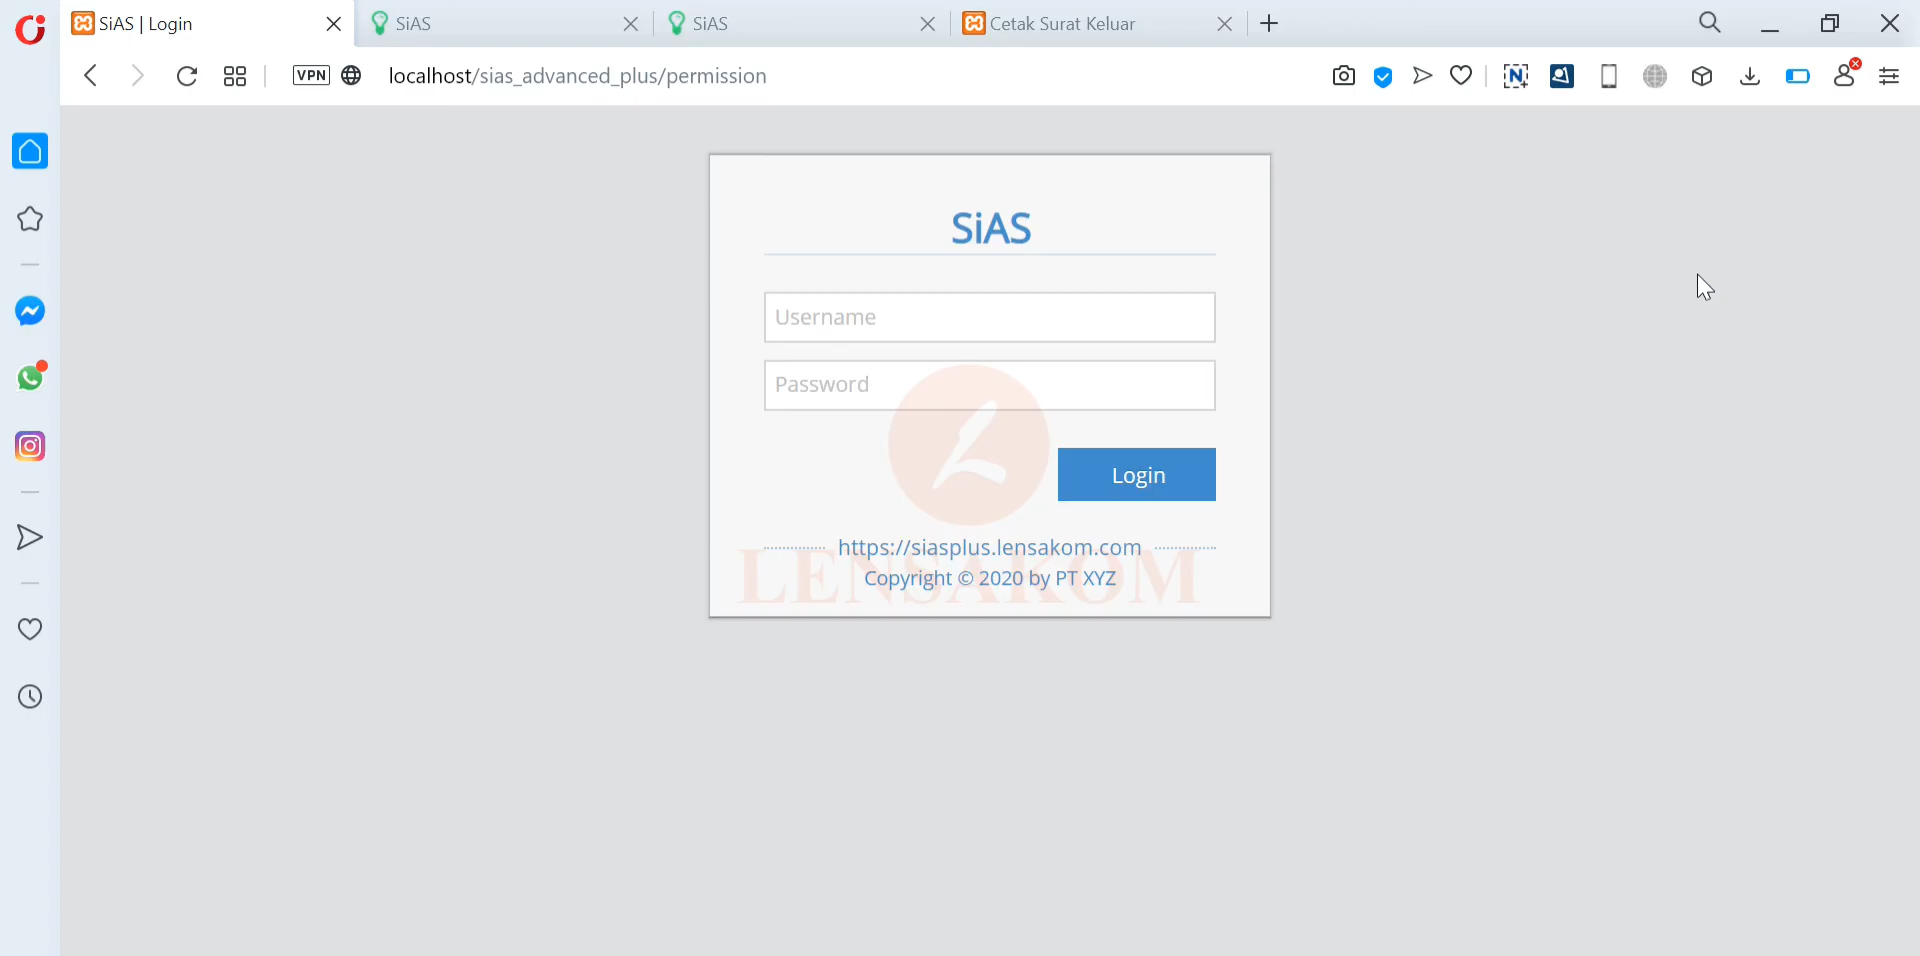 SiAS | Login
SiAS
SiAS
Cetak Surat Keluar
VPN
localhost/sias_advanced_plus/permission
SiAS
Username
Password
Login
https://siasplus.lensakom.com
LENSAKOM
Copyright © 2020 by PT XYZ